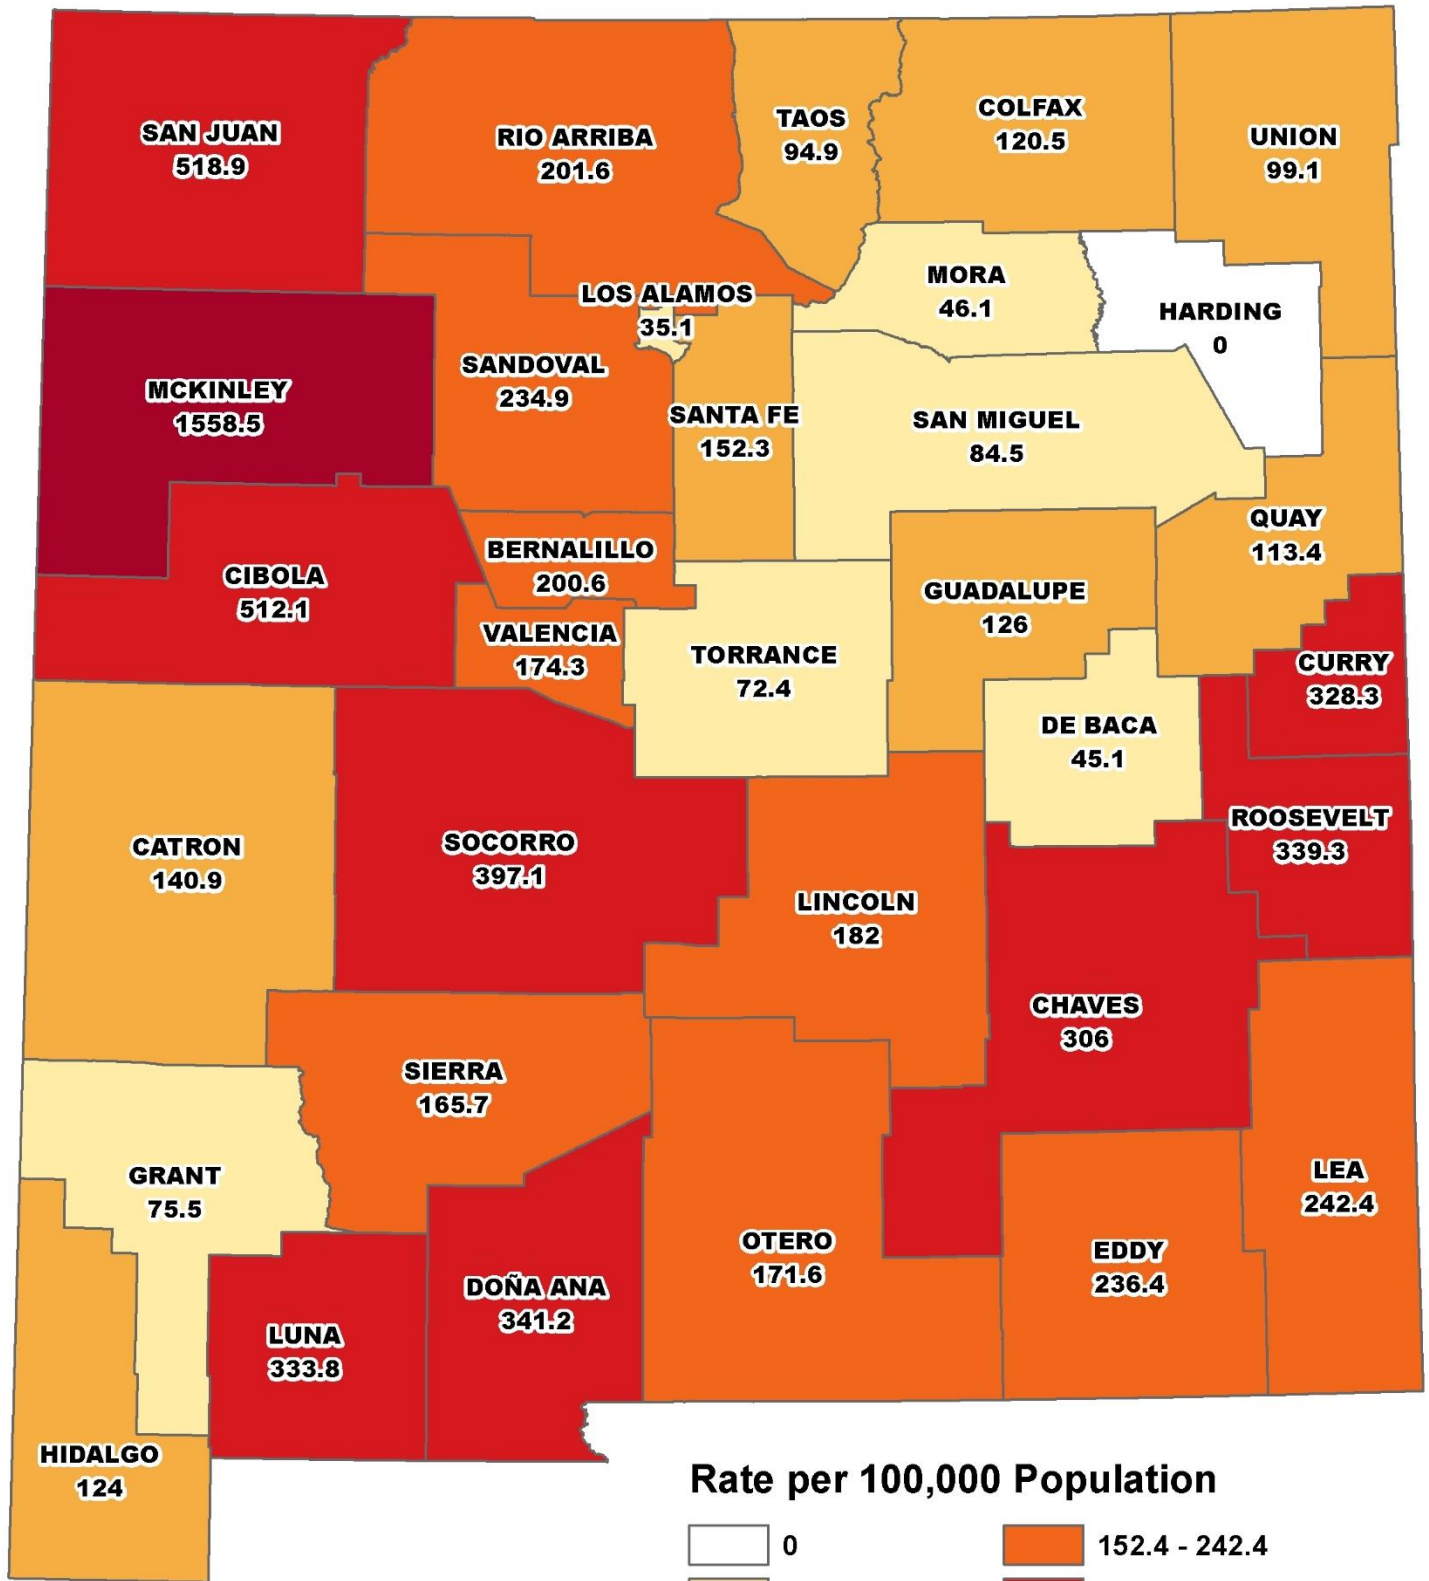 SAN JUAN
518.9
RIO ARRIBA
201.6
TAOS
94.9
COLFAX
120.5
UNION
99.1
MORA
46.1
HARDING
0
LOS ALAMOS
35.1
SANDOVAL
234.9
MCKINLEY
1558.5
SANTA FE
152.3
SAN MIGUEL
84.5
QUAY
113.4
BERNALILLO
200.6
CIBOLA
512.1
GUADALUPE
126
VALENCIA
174.3
TORRANCE
72.4
CURRY
328.3
DE BACA
45.1
ROOSEVELT
339.3
CATRON
140.9
SOCORRO
397.1
LINCOLN
182
CHAVES
306
SIERRA
165.7
GRANT
75.5
LEA
242.4
OTERO
171.6
EDDY
236.4
DOÑA ANA
341.2
LUNA
333.8
HIDALGO
124
Rate per 100,000 Population
0
152.4 - 242.4